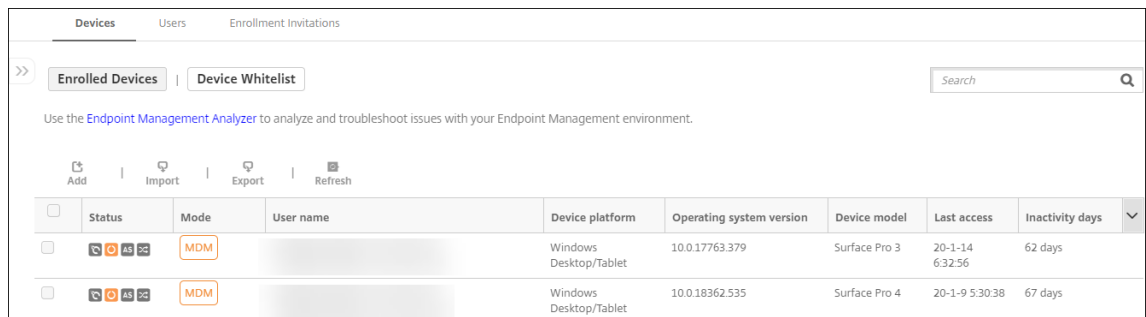 Devices Users Enrollment Invitations
Enrolled Devices | Device Whitelist Search
Use the Endpoint Management Analyzer to analyze and troubleshoot issues with your Endpoint Management environment.
Add | Import | Export | Refresh
Status Mode User name Device platform Operating system version Device model Last access Inactivity days
AS MDM Windows 10.0.17763.379 Surface Pro 3 20-1-14 62 days
Desktop/Tablet 6:32:56
AS MDM Windows 10.0.18362.535 Surface Pro 4 20-1-9 5:30:38 67 days
Desktop/Tablet